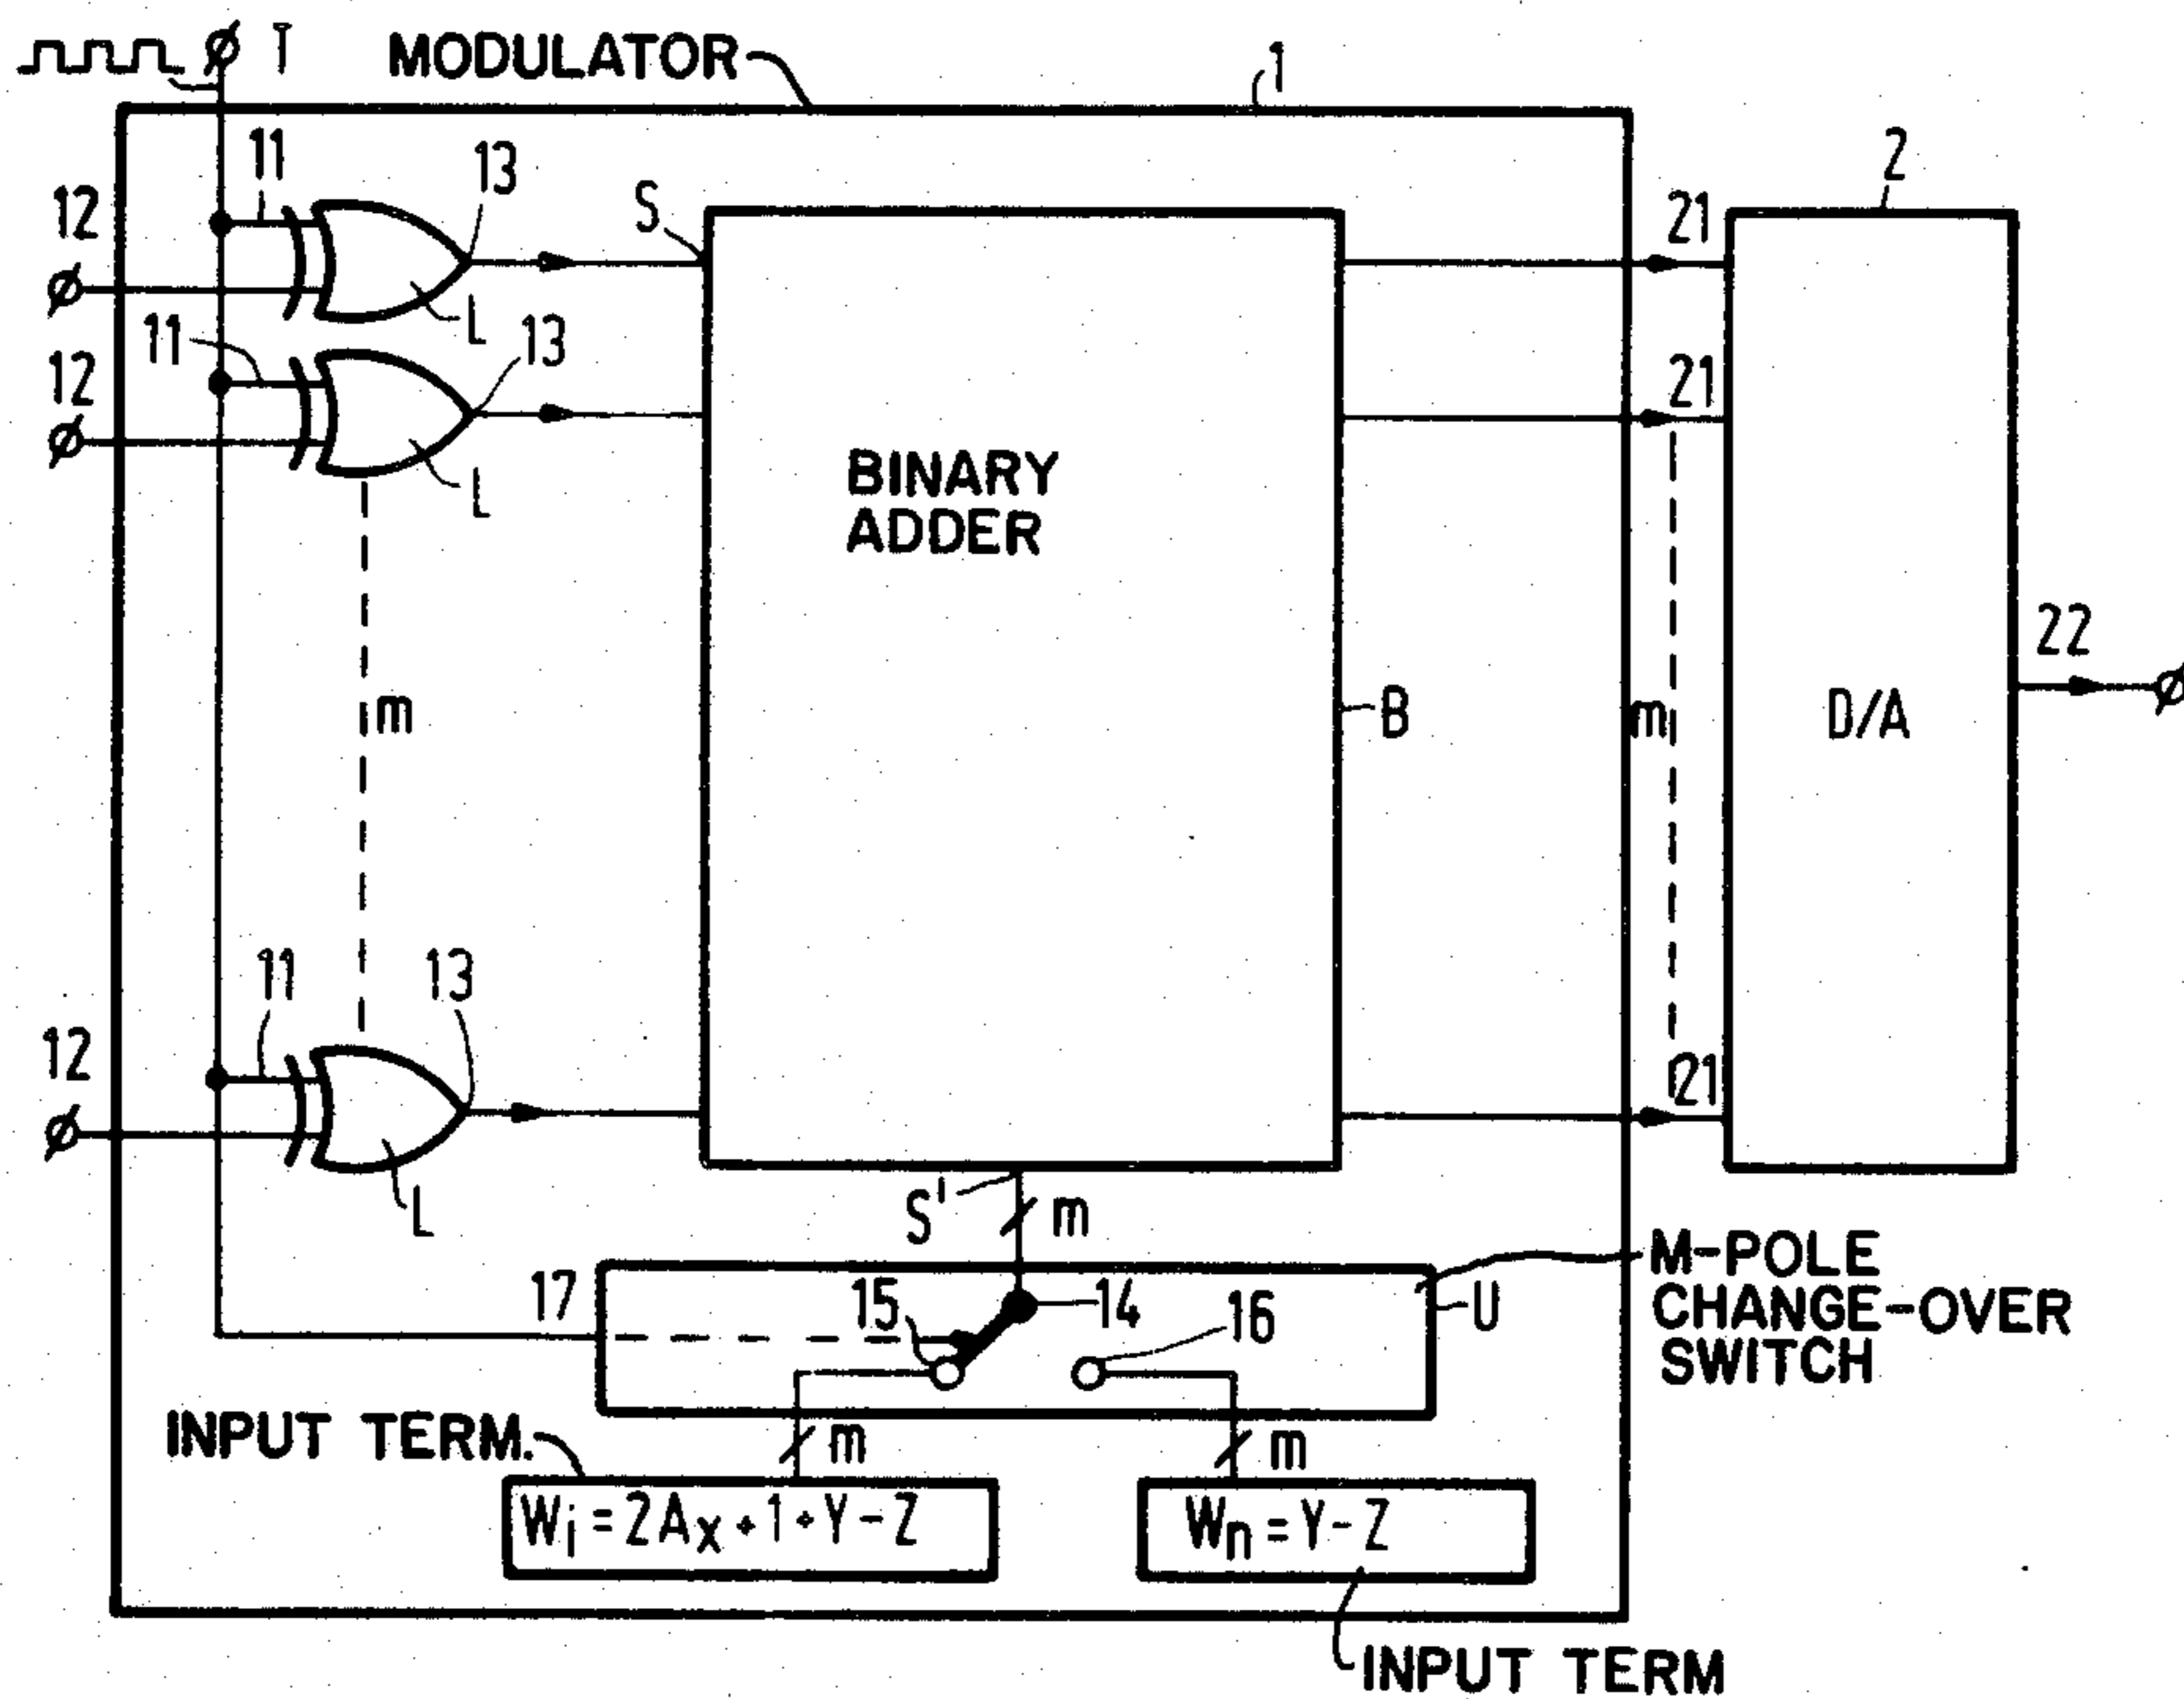 T
MODULATOR
1
11
13
12
S
21
2
L
11
13
12
21
L
BINARY
ADDER
22
m
B
m
D/A
11
13
12
21
L
S'
m
M-POLE
CHANGE-OVER
SWITCH
17
15
14
16
U
INPUT TERM.
m
m
Wi = 2Ax + 1 + Y - Z
Wn = Y - Z
INPUT TERM